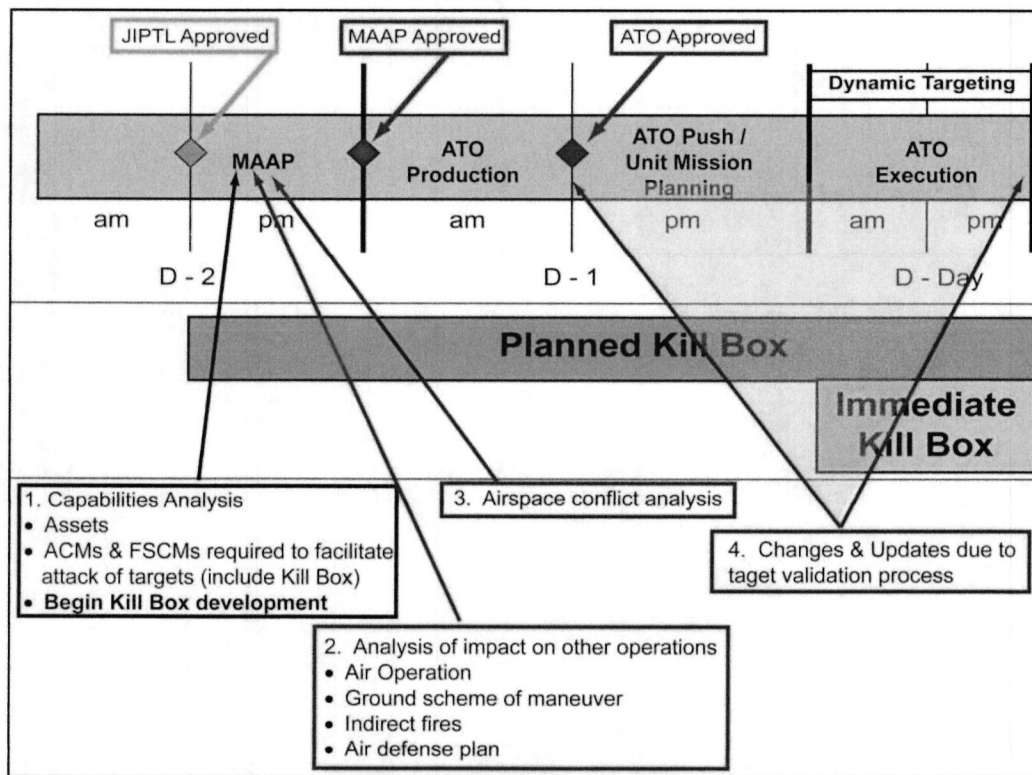 JIPTL Approved
MAAP Approved
ATO Approved
Dynamic Targeting
MAAP
ATO
Production
ATO Push /
Unit Mission
Planning
ATO
Execution
am
pm
am
pm
am
pm
D - 2
D - 1
D - Day
Planned Kill Box
Immediate
Kill Box
1. Capabilities Analysis
• Assets
• ACMs & FSCMs required to facilitate
attack of targets (include Kill Box)
• Begin Kill Box development
3. Airspace conflict analysis
4. Changes & Updates due to
taget validation process
2. Analysis of impact on other operations
• Air Operation
• Ground scheme of maneuver
• Indirect fires
• Air defense plan